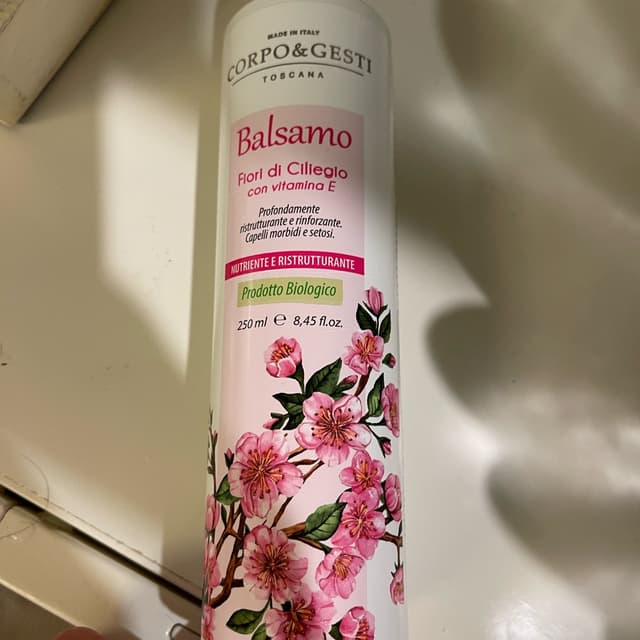 MADE IN ITALY
CORPO&GESTI
TOSCANA
Balsamo
Fiori di Ciliegio
con vitamina E
Profondamente
ristrutturante e rinforzante.
Capelli morbidi e setosi.
NUTRIENTE E RISTRUTTURANTE
Prodotto Biologico
250 ml ℮ 8,45 fl.oz.